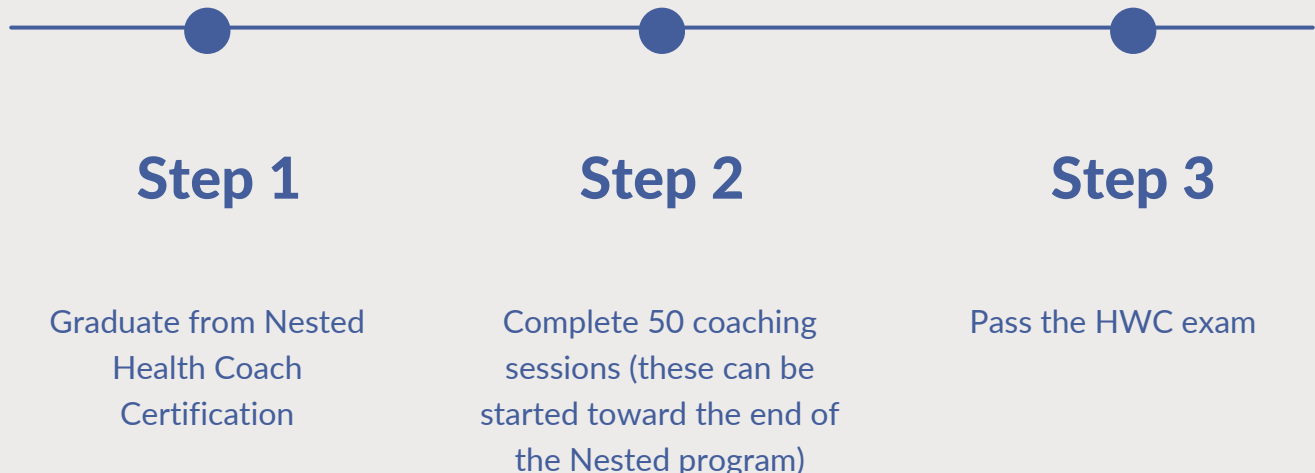 Step 1
Graduate from Nested
Health Coach
Certification
Step 2
Complete 50 coaching
sessions (these can be
started toward the end of
the Nested program)
Step 3
Pass the HWC exam